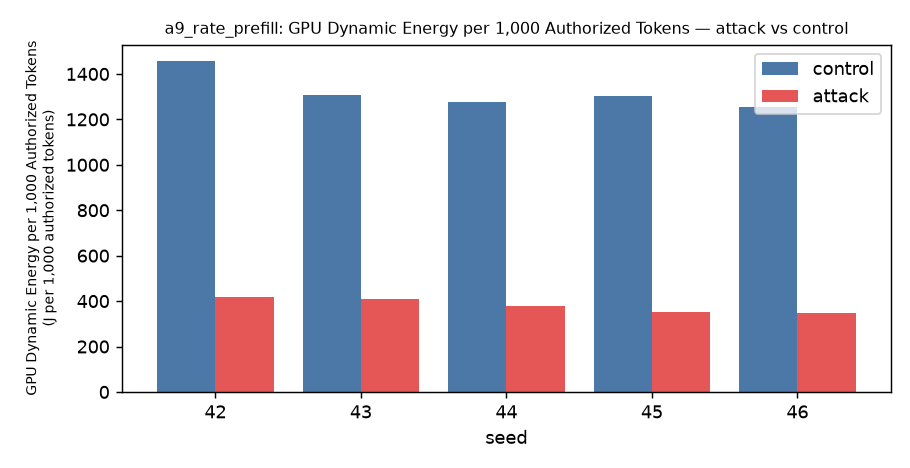 a9_rate_prefill: GPU Dynamic Energy per 1,000 Authorized Tokens — attack vs control
GPU Dynamic Energy per 1,000 Authorized Tokens
(J per 1,000 authorized tokens)
1400
1200
1000
800
600
400
200
0
control
attack
42
43
44
45
46
seed